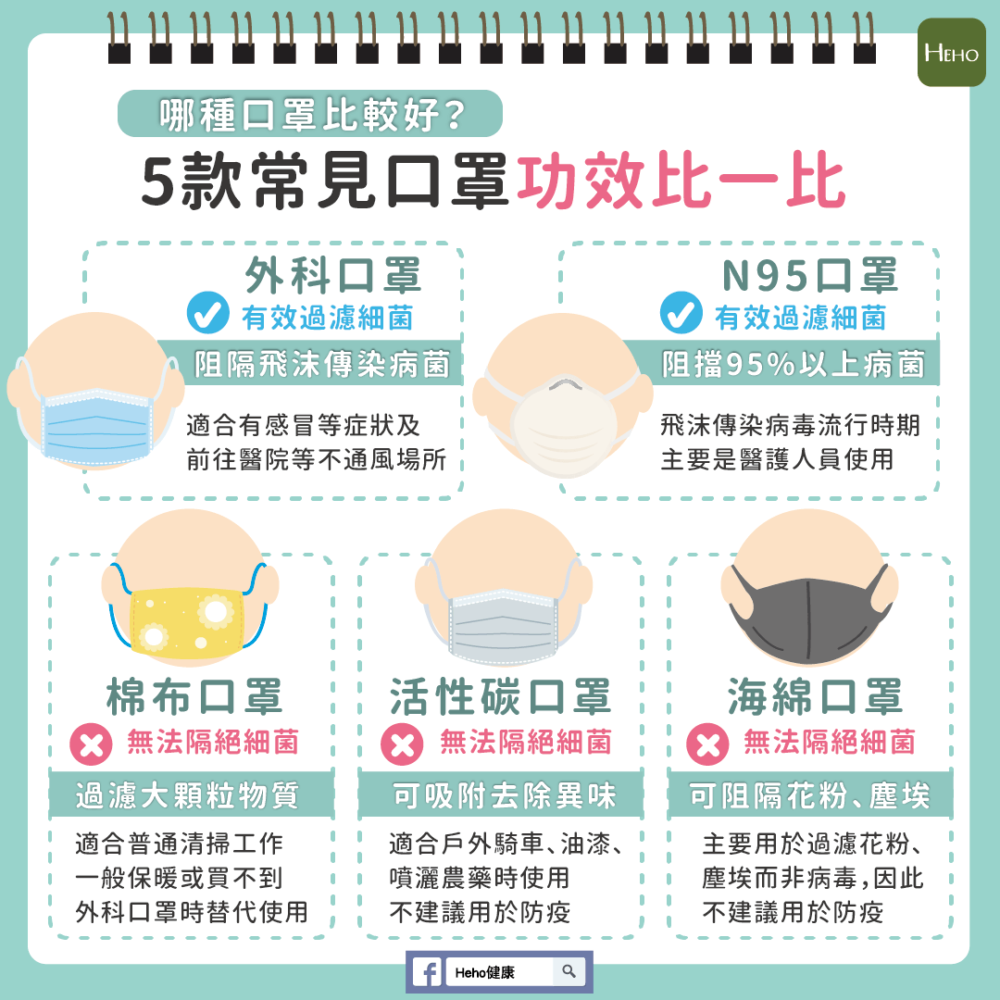 HEHO
哪種口罩比較好？
5款常見口罩功效比一比
外科口罩
有效過濾細菌
阻隔飛沫傳染病菌
適合有感冒等症狀及
前往醫院等不通風場所
N95口罩
有效過濾細菌
阻擋95%以上病菌
飛沫傳染病毒流行時期
主要是醫護人員使用
棉布口罩
無法隔絕細菌
過濾大顆粒物質
適合普通清掃工作
一般保暖或買不到
外科口罩時替代使用
活性碳口罩
無法隔絕細菌
可吸附去除異味
適合戶外騎車、油漆、
噴灑農藥時使用
不建議用於防疫
海綿口罩
無法隔絕細菌
可阻隔花粉、塵埃
主要用於過濾花粉、
塵埃而非病毒，因此
不建議用於防疫
f Heho健康